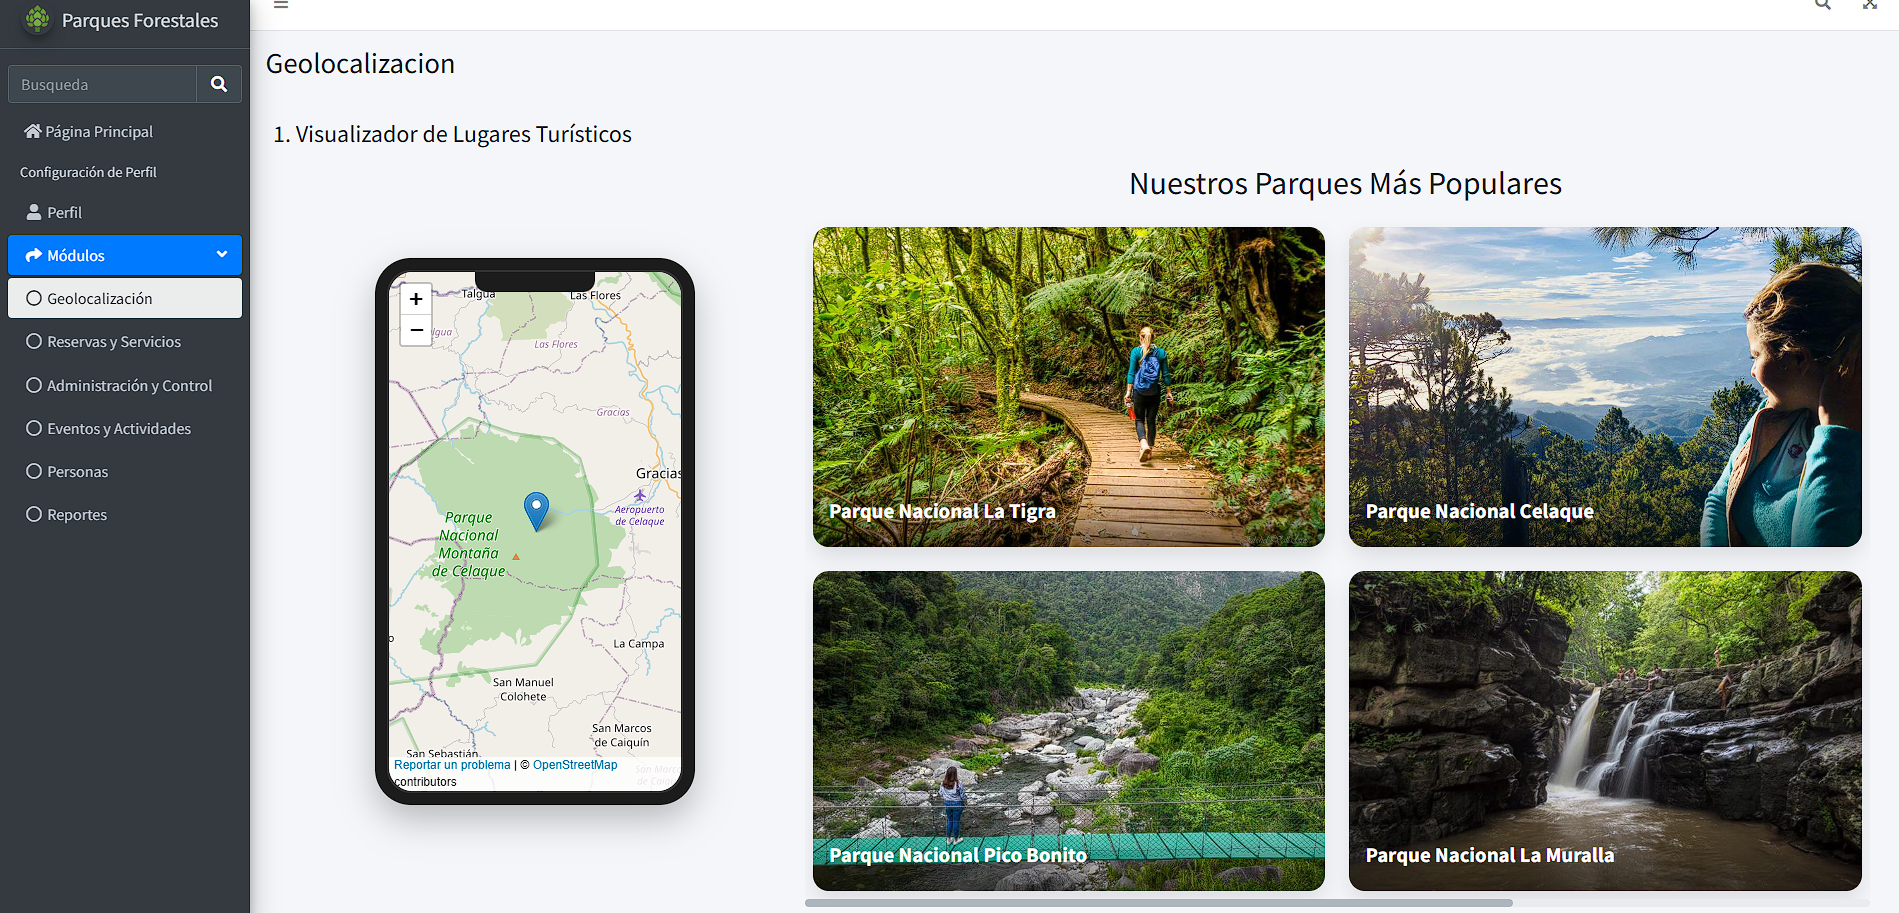 Parques Forestales
Busqueda
Página Principal
Configuración de Perfil
Perfil
Módulos
Geolocalización
Reservas y Servicios
Administración y Control
Eventos y Actividades
Personas
Reportes
Geolocalizacion
1. Visualizador de Lugares Turísticos
+
−
Talgua
Las Flores
Las Flores
Gracias
Gracias
Aeropuerto
de Celaque
Parque
Nacional
Montaña
de Celaque
La Campa
San Manuel
Colohete
San Marcos
de Caiquín
San Sebastián
Reportar un problema | © OpenStreetMap
contributors
Nuestros Parques Más Populares
Parque Nacional La Tigra
Parque Nacional Celaque
Parque Nacional Pico Bonito
Parque Nacional La Muralla